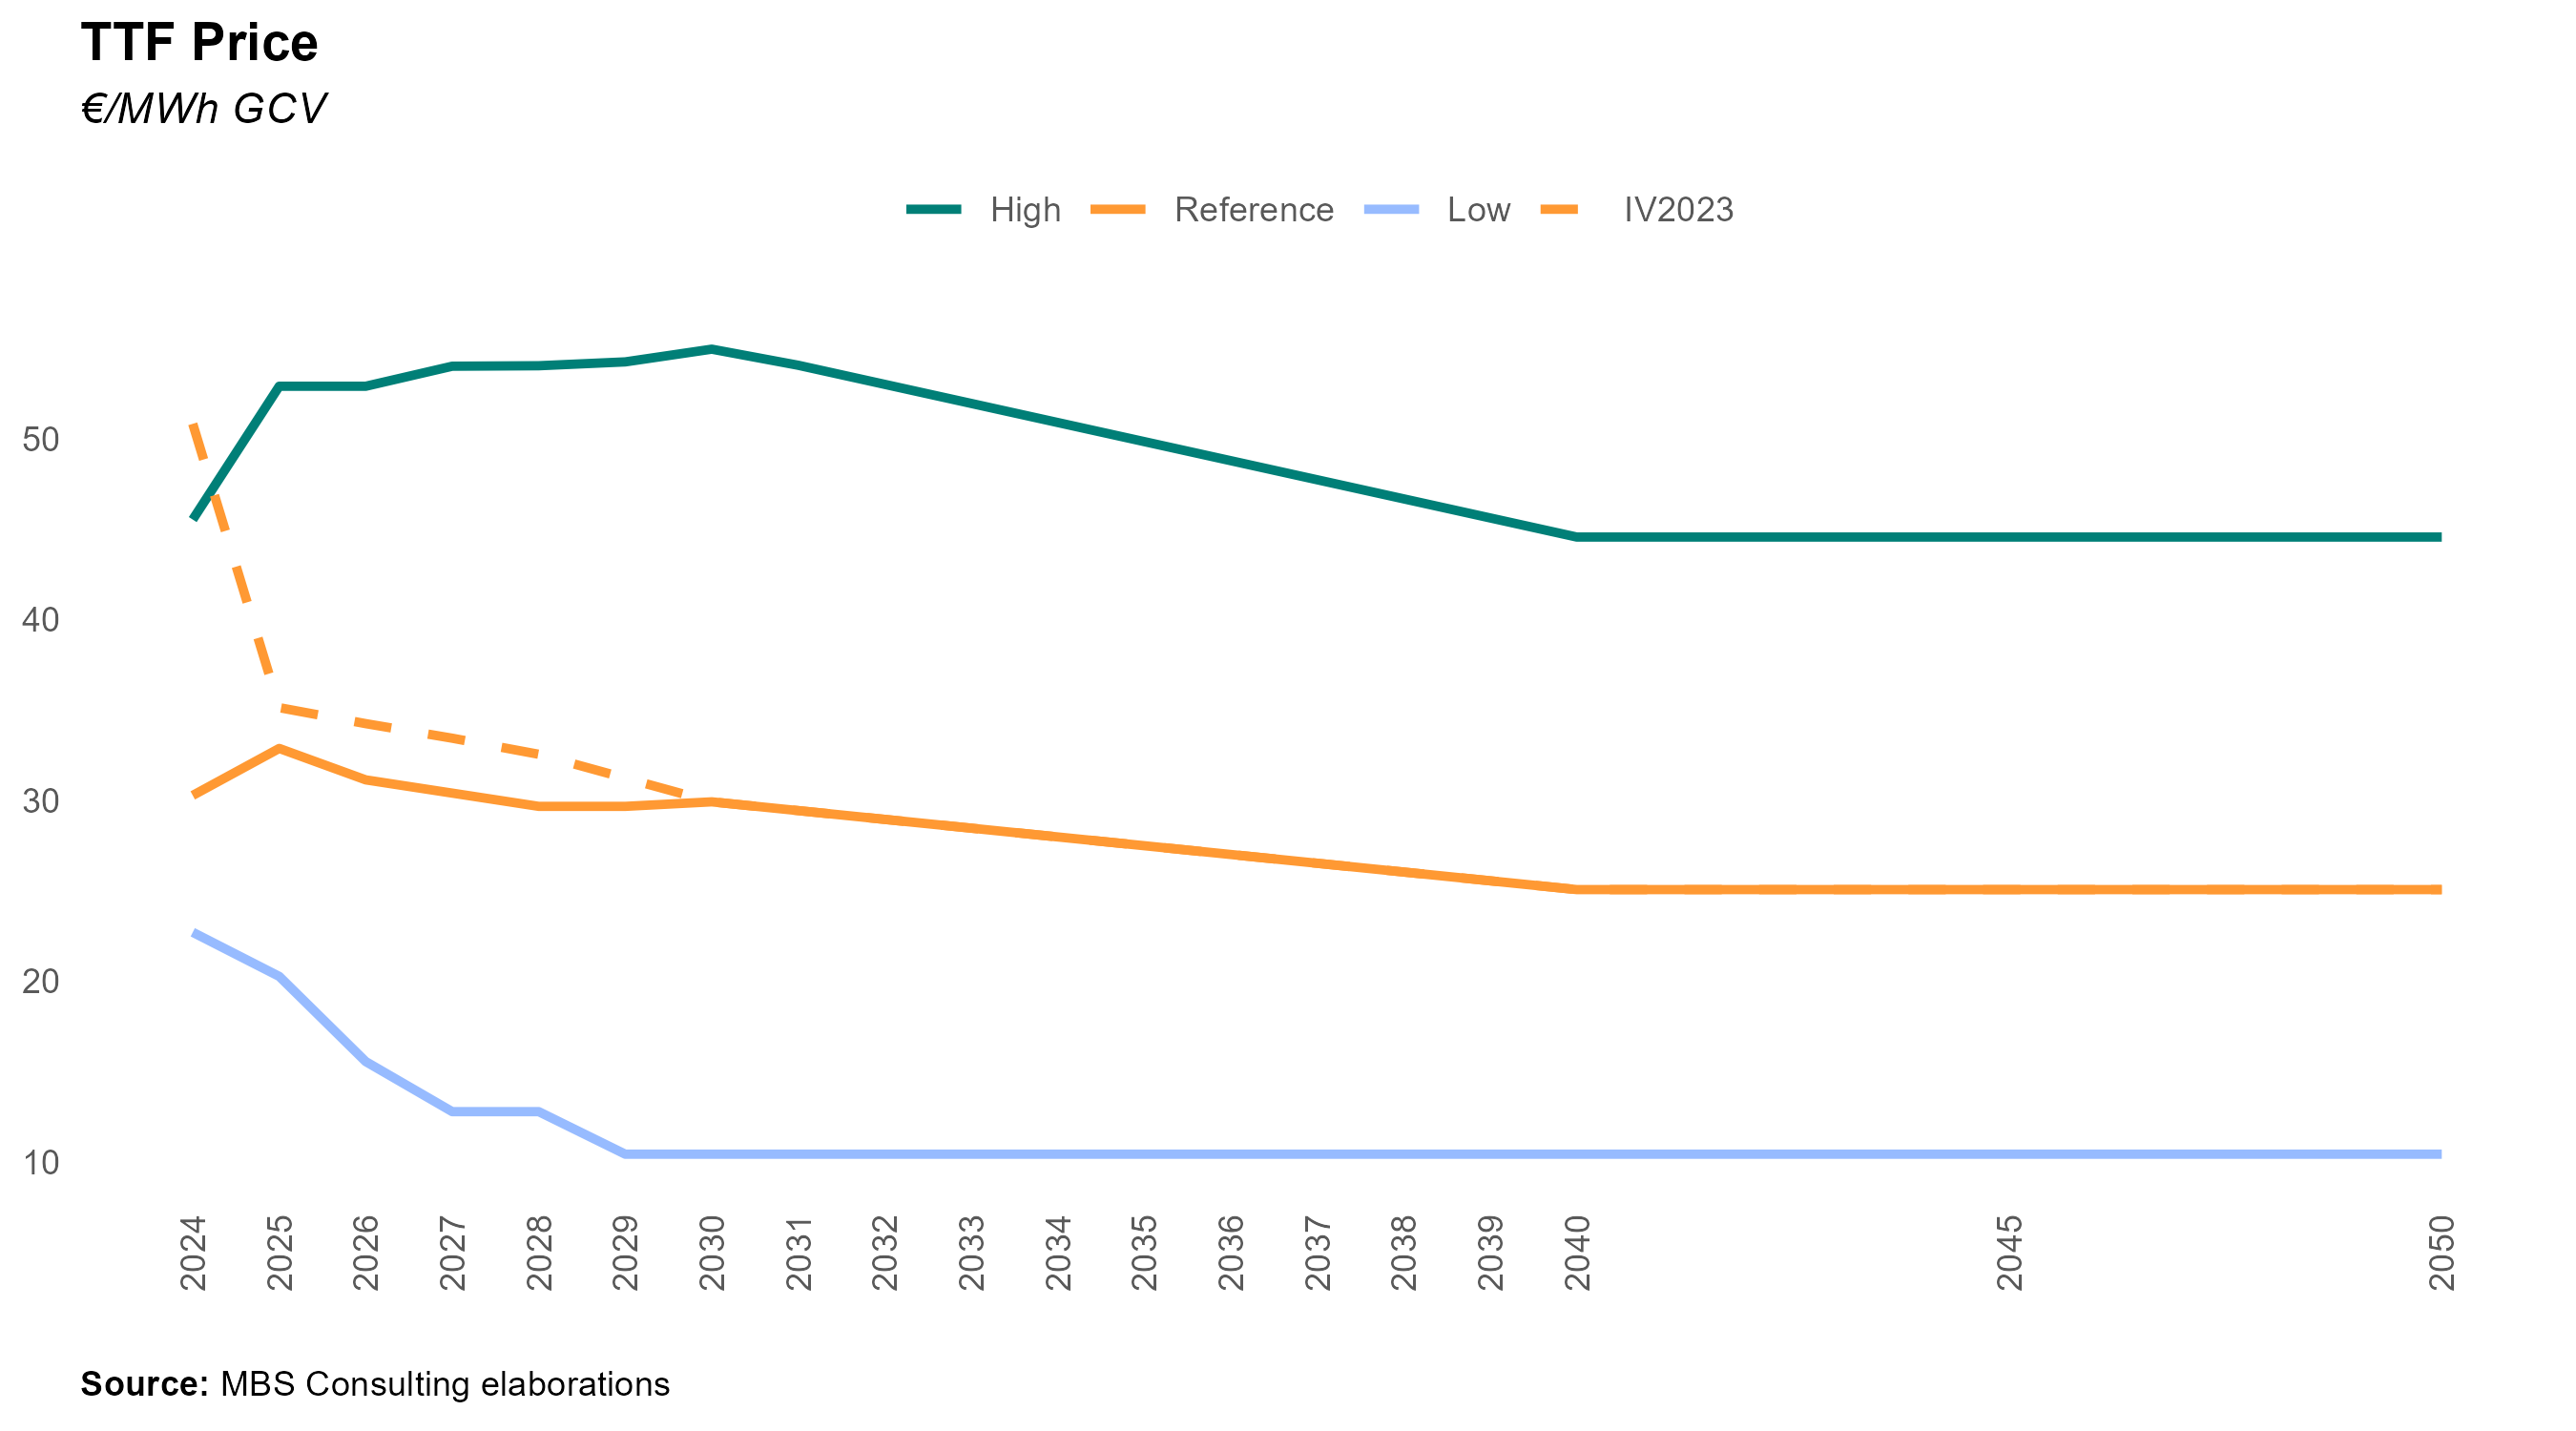 TTF Price
€/MWh GCV
High Reference Low IV2023
50
40
30
20
10
2024 2025 2026 2027 2028 2029 2030 2031 2032 2033 2034 2035 2036 2037 2038 2039 2040 2045 2050
Source: MBS Consulting elaborations